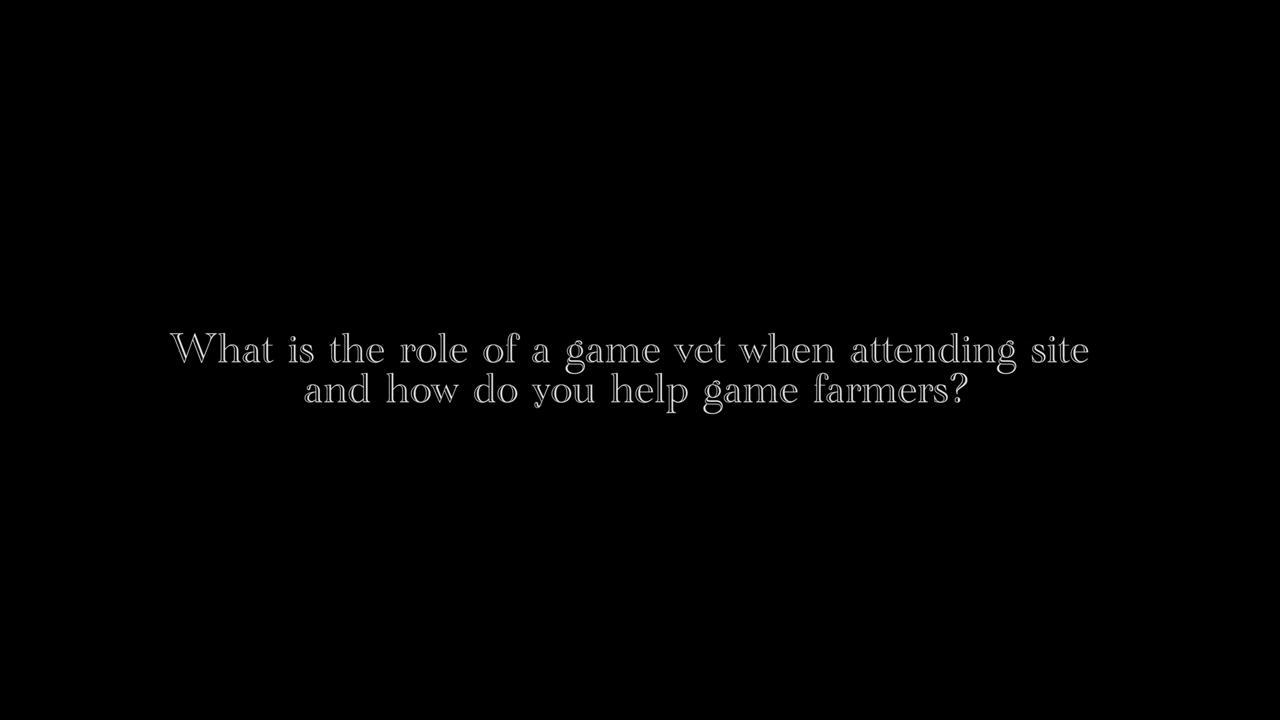 What is the role of a game vet when attending site
and how do you help game farmers?